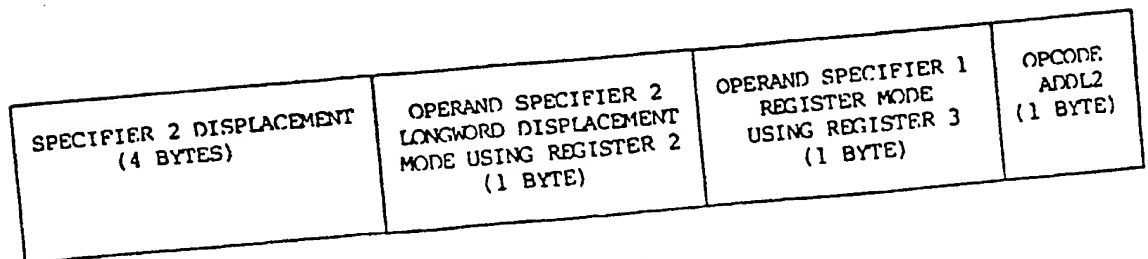 SPECIFIER 2 DISPLACEMENT
(4 BYTES)
OPERAND SPECIFIER 2
LONGWORD DISPLACEMENT
MODE USING REGISTER 2
(1 BYTE)
OPERAND SPECIFIER 1
REGISTER MODE
USING REGISTER 3
(1 BYTE)
OPCODE
ADDL2
(1 BYTE)